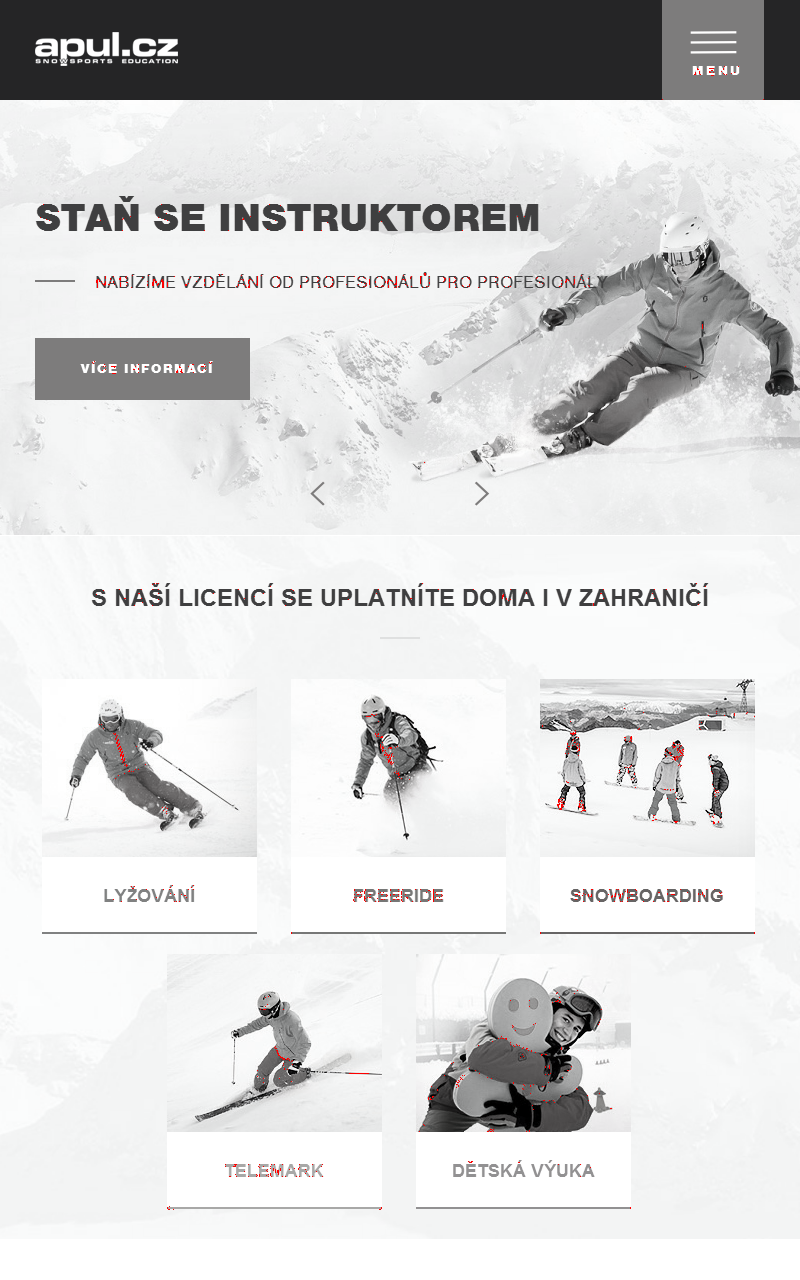 apul.cz
SNOWSPORTS EDUCATION
MENU
STAŇ SE INSTRUKTOREM
NABÍZÍME VZDĚLÁNÍ OD PROFESIONÁLŮ PRO PROFESIONÁLY
VÍCE INFORMACÍ
S NAŠÍ LICENCÍ SE UPLATNÍTE DOMA I V ZAHRANIČÍ
LYŽOVÁNÍ
FREERIDE
SNOWBOARDING
TELEMARK
DĚTSKÁ VÝUKA